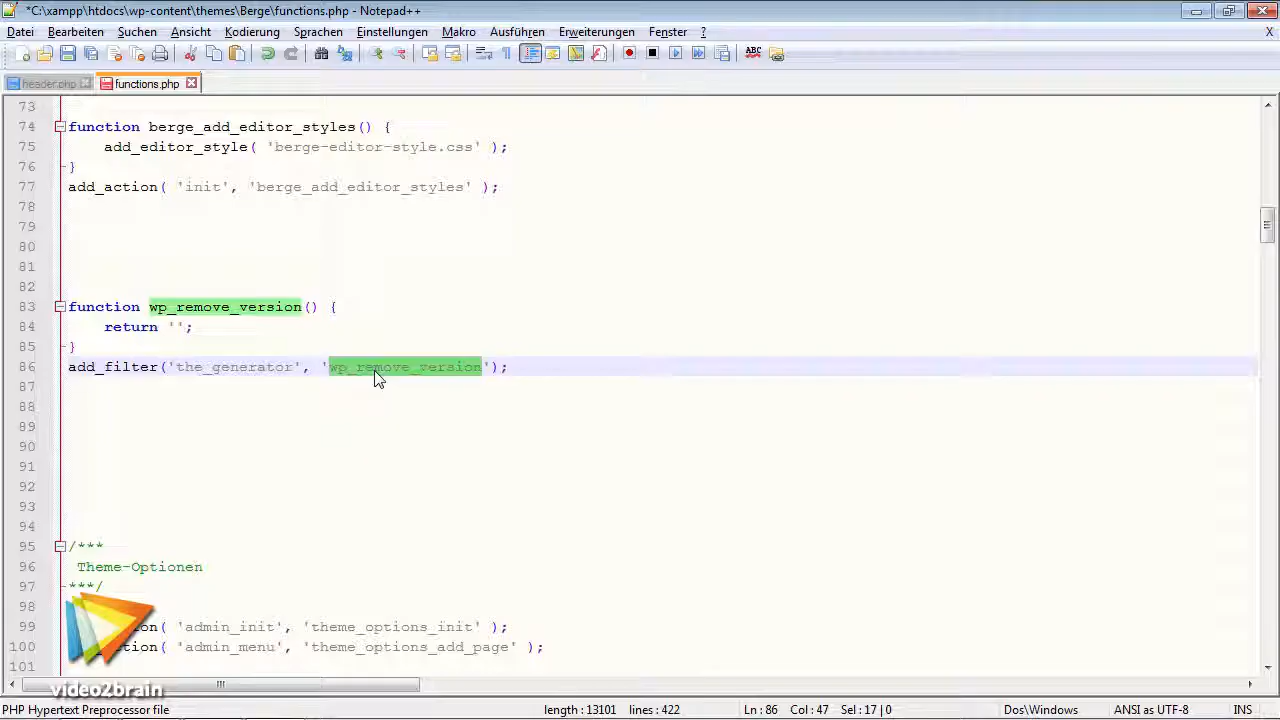 *C:\xampp\htdocs\wp-content\themes\Berge\functions.php - Notepad++
Datei Bearbeiten Suchen Ansicht Kodierung Sprachen Einstellungen Makro Ausführen Erweiterungen Fenster ? X
ABC
header.php functions.php
73
74 function berge_add_editor_styles() {
75 add_editor_style( 'berge-editor-style.css' );
76 }
77 add_action( 'init', 'berge_add_editor_styles' );
78
79
80
81
82
83 function wp_remove_version() {
84 return '';
85 }
86 add_filter('the_generator', 'wp_remove_version');
87
88
89
90
91
92
93
94
95 /***
96 Theme-Optionen
97 ***/
98
99 on( 'admin_init', 'theme_options_init' );
100 ction( 'admin_menu', 'theme_options_add_page' );
101
video2brain
PHP Hypertext Preprocessor file length : 13101 lines : 422 Ln : 86 Col : 47 Sel : 17 | 0 Dos\Windows ANSI as UTF-8 INS